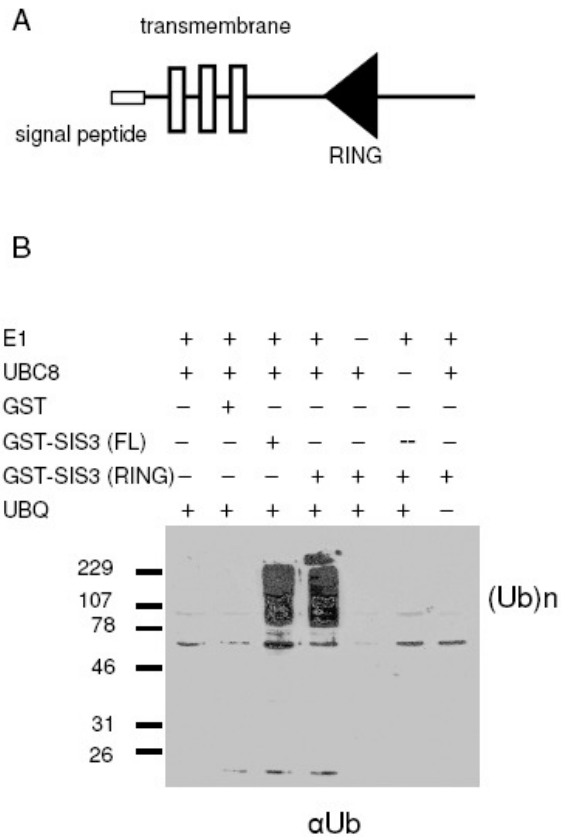 A
transmembrane
signal peptide
RING
B
E1 + + + + – + +
UBC8 + + + + + – +
GST – + – – – – –
GST-SIS3 (FL) – – + – – -- –
GST-SIS3 (RING) – – – + + + +
UBQ + + + + + + –
229
107
78
46
31
26
(Ub)n
αUb